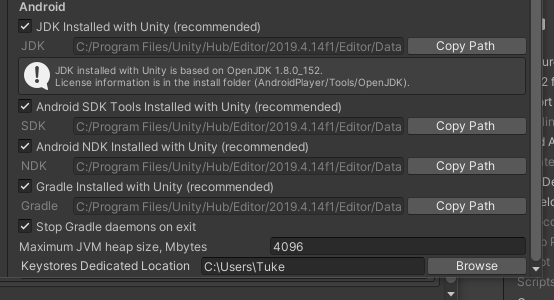 Android
JDK Installed with Unity (recommended)
JDK C:/Program Files/Unity/Hub/Editor/2019.4.14f1/Editor/Data Copy Path
JDK installed with Unity is based on OpenJDK 1.8.0_152.
License information is in the install folder (AndroidPlayer/Tools/OpenJDK).
Android SDK Tools Installed with Unity (recommended)
SDK C:/Program Files/Unity/Hub/Editor/2019.4.14f1/Editor/Data Copy Path
Android NDK Installed with Unity (recommended)
NDK C:/Program Files/Unity/Hub/Editor/2019.4.14f1/Editor/Data Copy Path
Gradle Installed with Unity (recommended)
Gradle C:/Program Files/Unity/Hub/Editor/2019.4.14f1/Editor/Data Copy Path
Stop Gradle daemons on exit
Maximum JVM heap size, Mbytes 4096
Keystores Dedicated Location C:\Users\Tuke Browse
Scripts